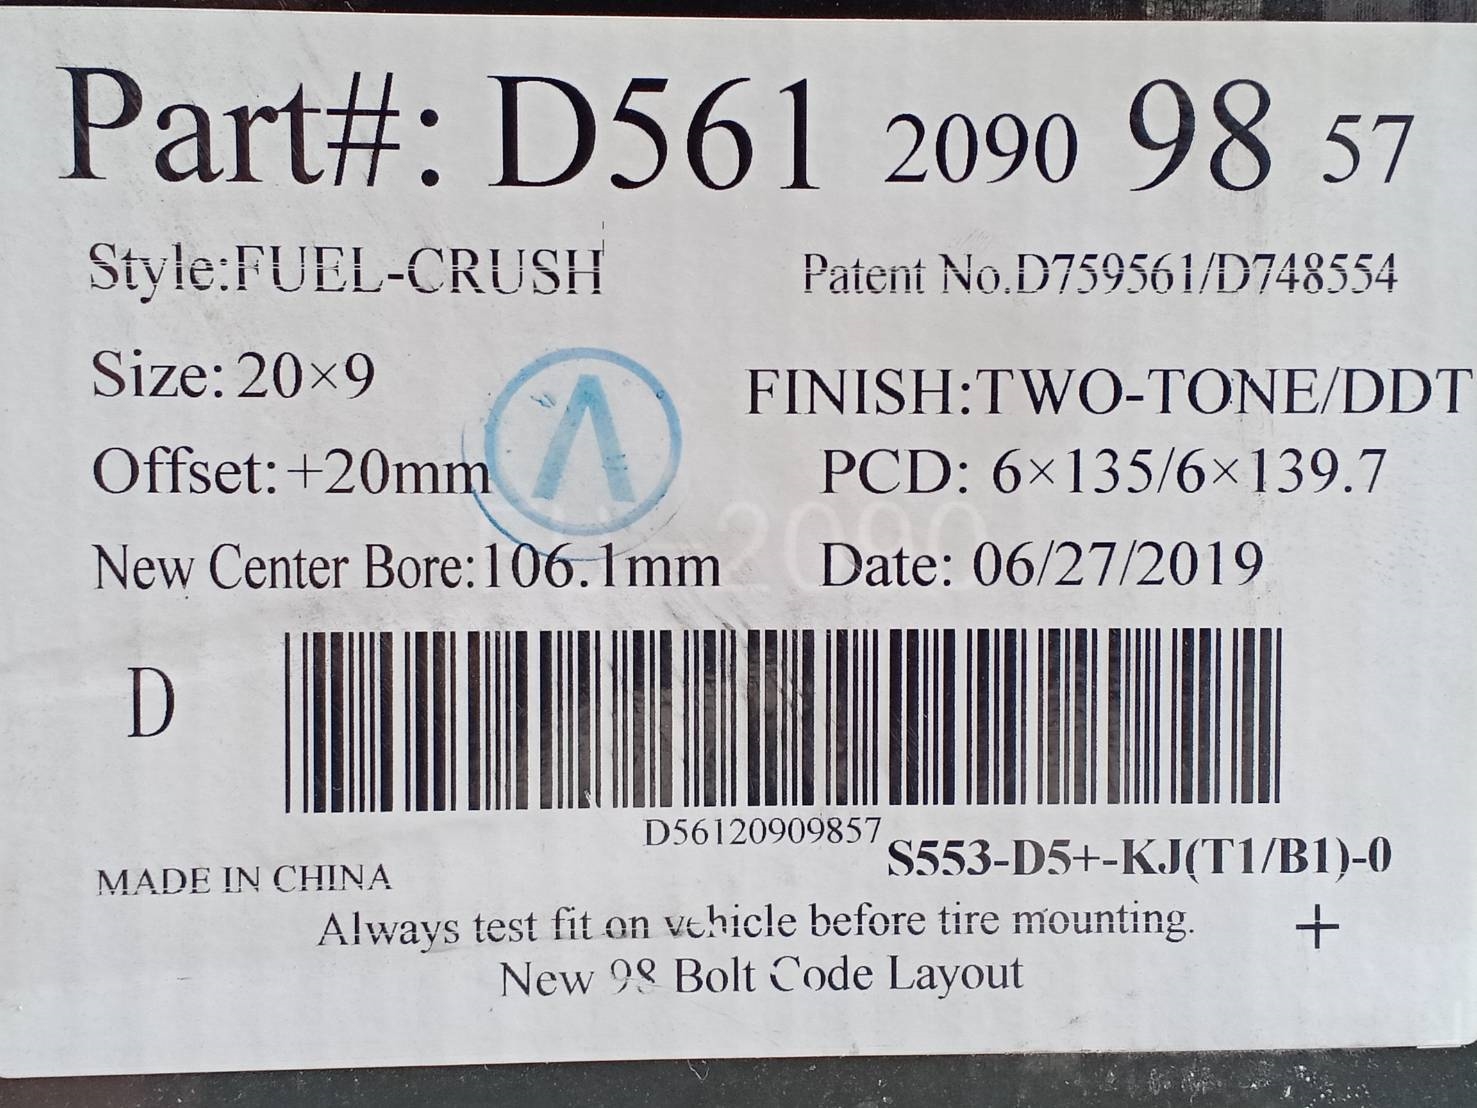 Part#: D561 2090 98 57
Style:FUEL-CRUSH Patent No.D759561/D748554
Size: 20×9 FINISH:TWO-TONE/DDT
Offset: +20mm PCD: 6×135/6×139.7
New Center Bore:106.1mm Date: 06/27/2019
D
D56120909857
S553-D5+-KJ(T1/B1)-0
MADE IN CHINA
Always test fit on vehicle before tire mounting. +
New 98 Bolt Code Layout